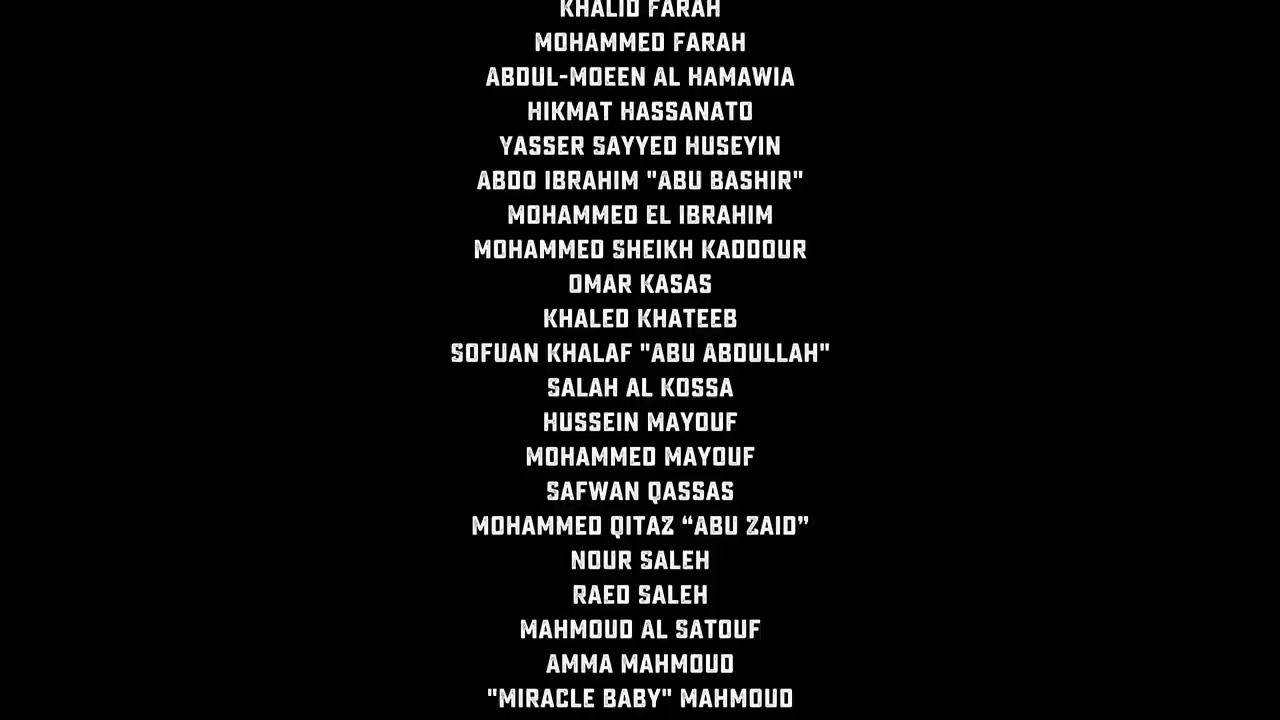 KHALID FARAH
MOHAMMED FARAH
ABDUL-MOEEN AL HAMAWIA
HIKMAT HASSANATO
YASSER SAYYED HUSEYIN
ABDO IBRAHIM "ABU BASHIR"
MOHAMMED EL IBRAHIM
MOHAMMED SHEIKH KADDOUR
OMAR KASAS
KHALED KHATEEB
SOFUAN KHALAF "ABU ABDULLAH"
SALAH AL KOSSA
HUSSEIN MAYOUF
MOHAMMED MAYOUF
SAFWAN QASSAS
MOHAMMED QITAZ “ABU ZAID”
NOUR SALEH
RAED SALEH
MAHMOUD AL SATOUF
AMMA MAHMOUD
"MIRACLE BABY" MAHMOUD